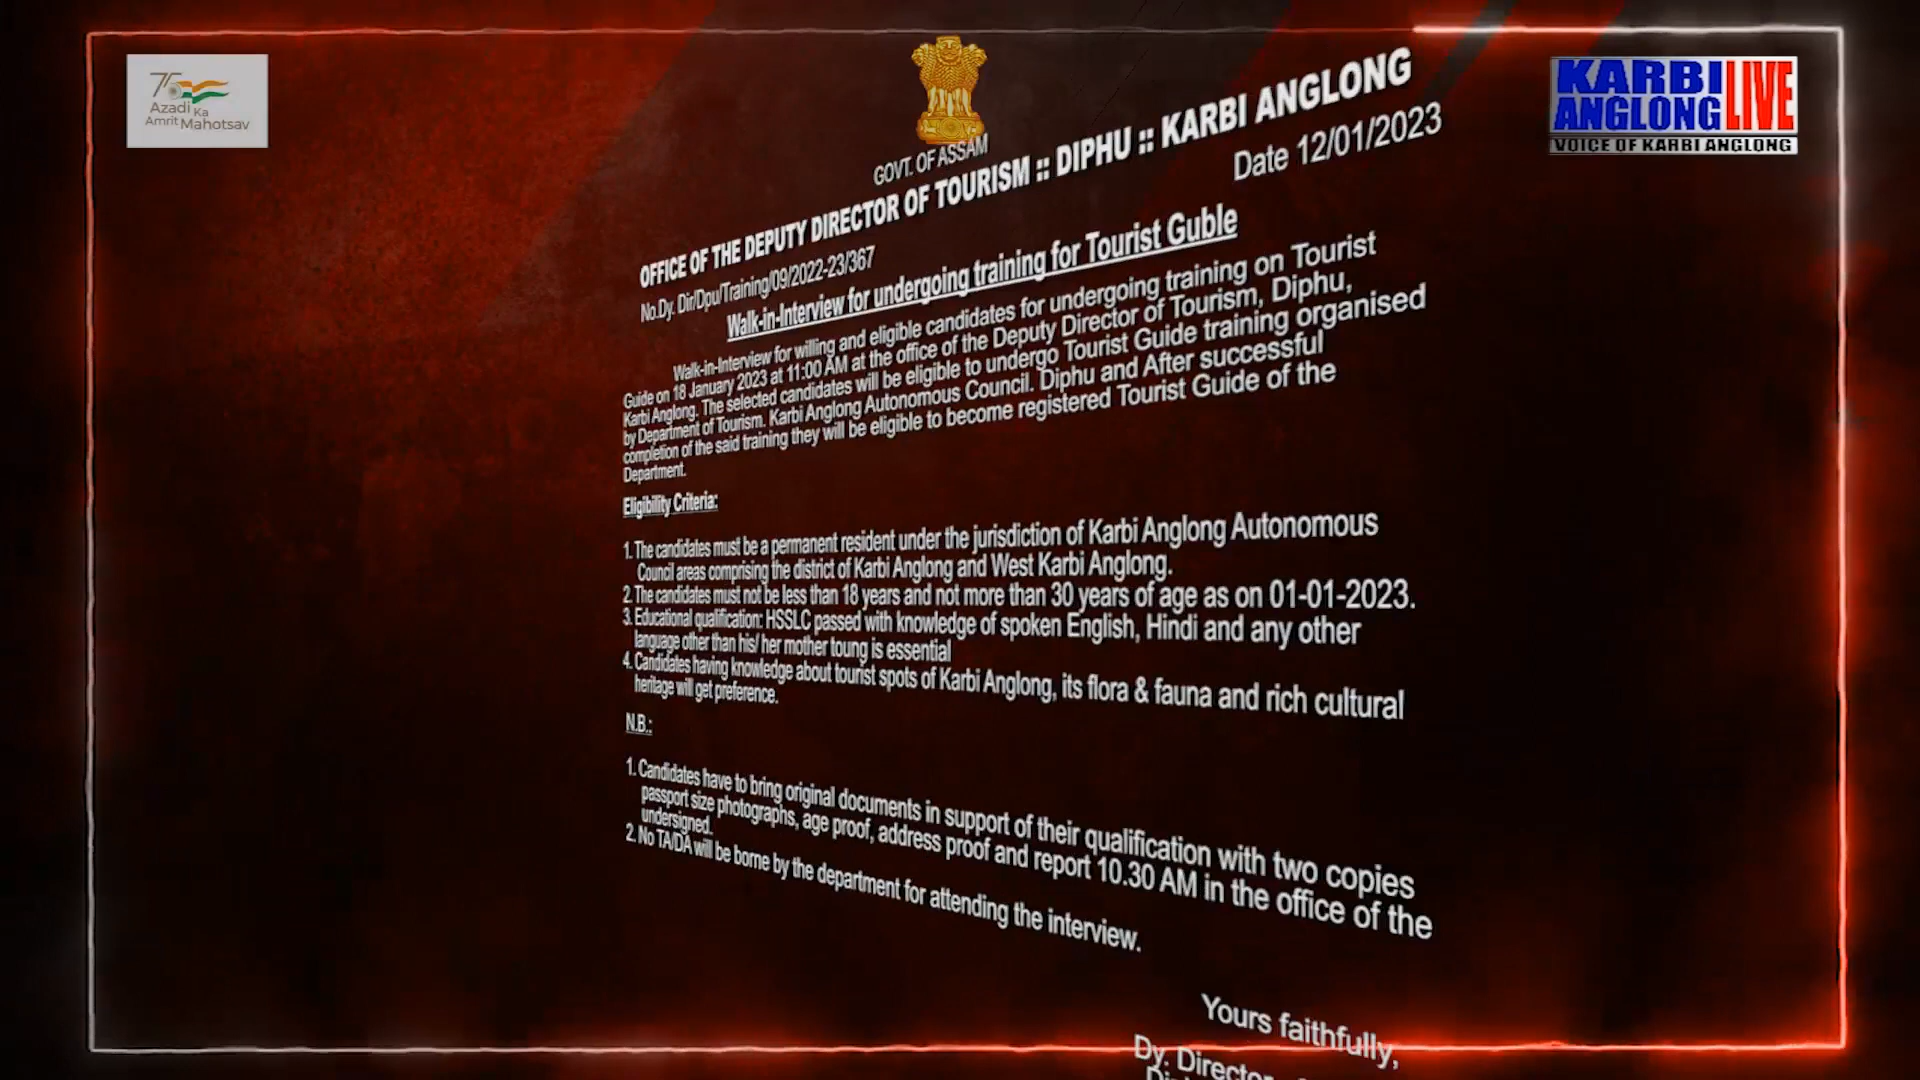 75
Azadi Ka
Amrit Mahotsav
KARBI
ANGLONG LIVE
VOICE OF KARBI ANGLONG
GOVT. OF ASSAM
OFFICE OF THE DEPUTY DIRECTOR OF TOURISM :: DIPHU :: KARBI ANGLONG
No.Dy. Dir/Dpu/Training/09/2022-23/367
Date 12/01/2023
Walk-in-Interview for undergoing training for Tourist Guble
Walk-in-Interview for willing and eligible candidates for undergoing training on Tourist
Guide on 18 January 2023 at 11:00 AM at the office of the Deputy Director of Tourism, Diphu,
Karbi Anglong. The selected candidates will be eligible to undergo Tourist Guide training organised
by Department of Tourism. Karbi Anglong Autonomous Council. Diphu and After successful
completion of the said training they will be eligible to become registered Tourist Guide of the
Department.
Eligibility Criteria:
1. The candidates must be a permanent resident under the jurisdiction of Karbi Anglong Autonomous
Council areas comprising the district of Karbi Anglong and West Karbi Anglong.
2. The candidates must not be less than 18 years and not more than 30 years of age as on 01-01-2023.
3. Educational qualification: HSSLC passed with knowledge of spoken English, Hindi and any other
language other than his/ her mother toung is essential
4. Candidates having knowledge about tourist spots of Karbi Anglong, its flora & fauna and rich cultural
heritage will get preference.
N.B.:
1. Candidates have to bring original documents in support of their qualification with two copies
passport size photographs, age proof, address proof and report 10.30 AM in the office of the
undersigned.
2. No TA/DA will be borne by the department for attending the interview.
Yours faithfully,
Dy. Director